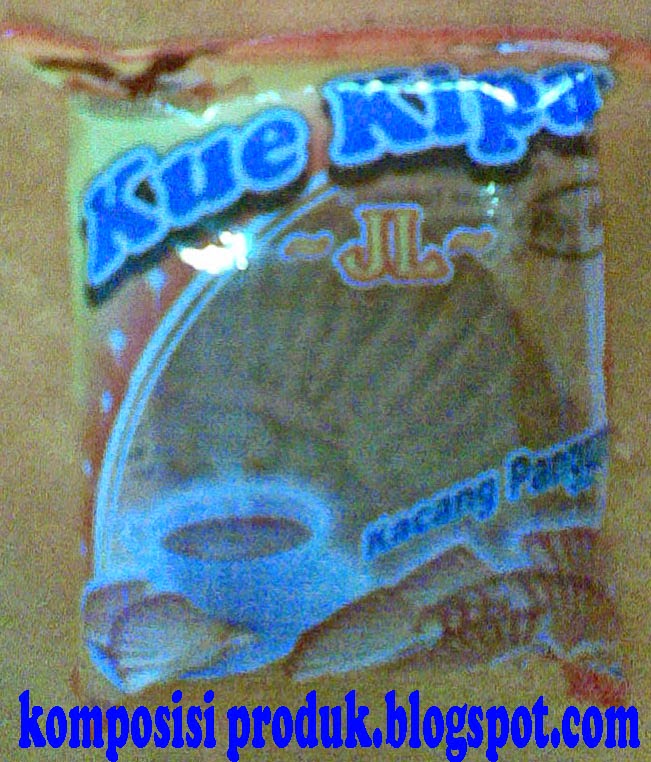 Kue Kipa
~ JL ~
Kacang
komposisi produk.blogspot.com